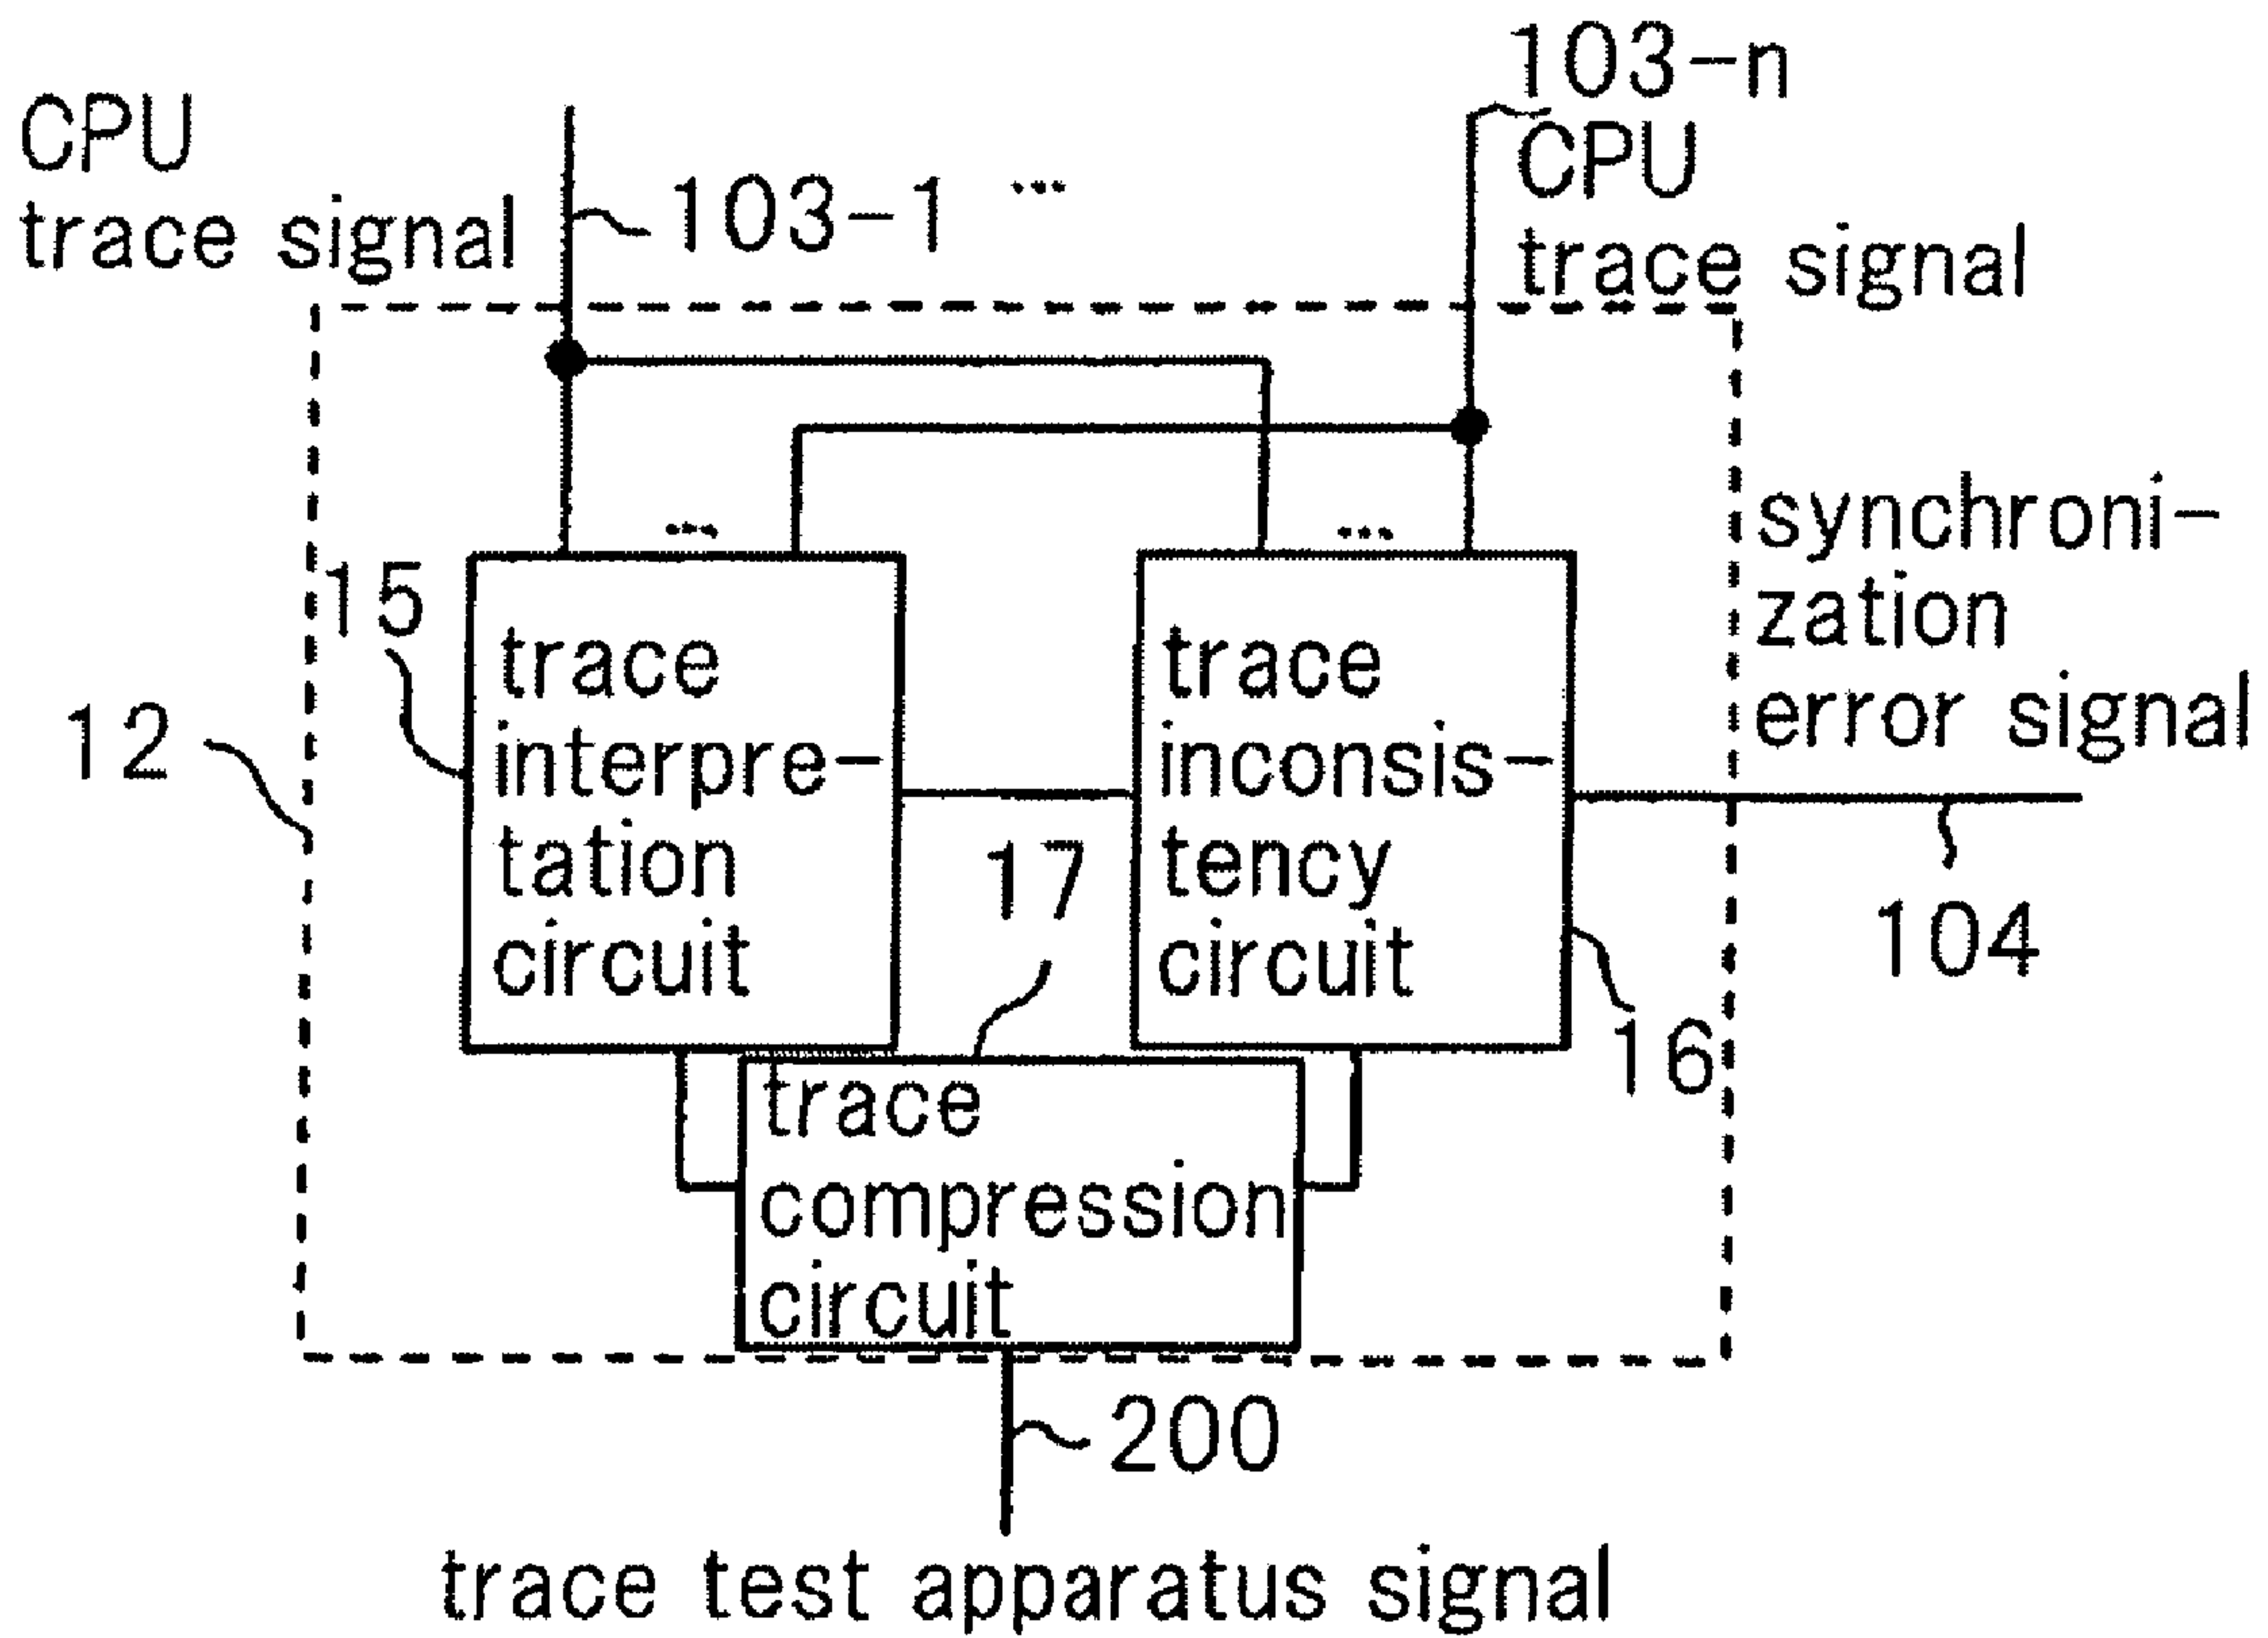 103-n
CPU
trace signal
103-1 …
CPU
trace signal
synchroni-
zation
error signal
15
12
trace
interpre-
tation
circuit
trace
inconsis-
tency
circuit
17
104
16
trace
compression
circuit
200
trace test apparatus signal